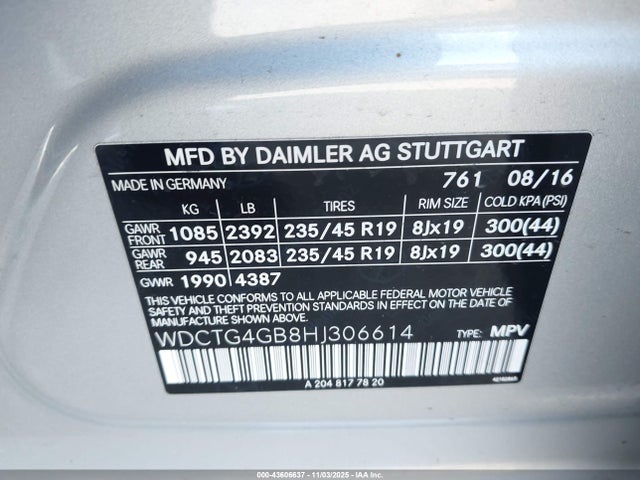 MFD BY DAIMLER AG STUTTGART
MADE IN GERMANY 761 08/16
KG LB TIRES RIM SIZE COLD KPA(PSI)
GAWR FRONT 1085 2392 235/45 R19 8Jx19 300(44)
GAWR REAR 945 2083 235/45 R19 8Jx19 300(44)
GVWR 1990 4387
THIS VEHICLE CONFORMS TO ALL APPLICABLE FEDERAL MOTOR VEHICLE
SAFETY AND THEFT PREVENTION STANDARDS IN EFFECT ON THE
DATE OF MANUFACTURE SHOWN ABOVE.
WDCTG4GB8HJ306614 TYPE: MPV
A 204 817 78 20
000-43606637 - 11/03/2025 - iaai.com